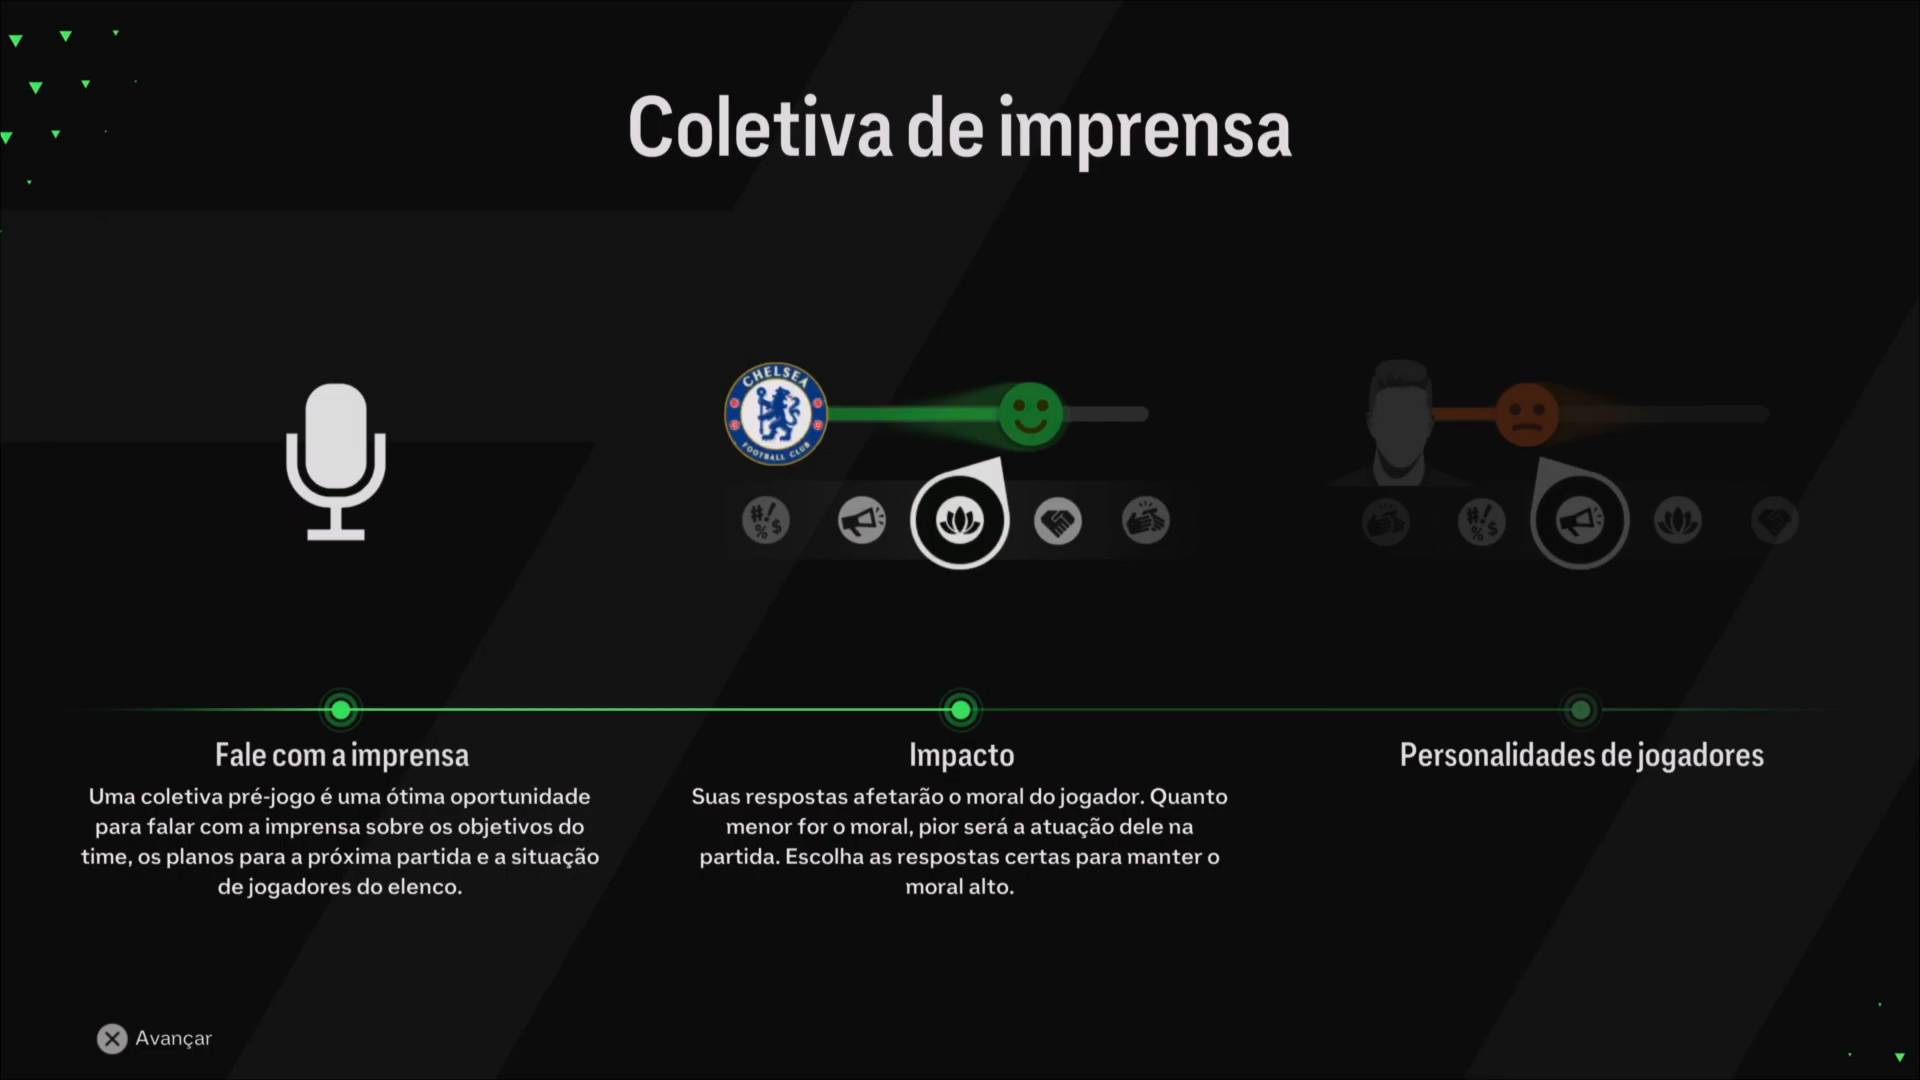 Coletiva de imprensa
CHELSEA
FOOTBALL CLUB
#!
%$
#!
%$
Fale com a imprensa
Uma coletiva pré-jogo é uma ótima oportunidade
para falar com a imprensa sobre os objetivos do
time, os planos para a próxima partida e a situação
de jogadores do elenco.
Impacto
Suas respostas afetarão o moral do jogador. Quanto
menor for o moral, pior será a atuação dele na
partida. Escolha as respostas certas para manter o
moral alto.
Personalidades de jogadores
Avançar